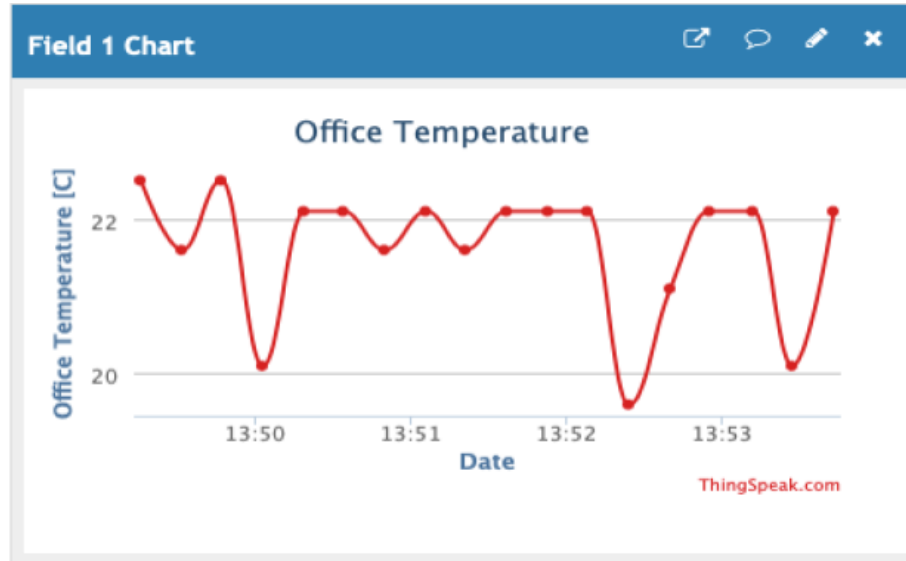 Field 1 Chart
Office Temperature
Office Temperature [C]
22
20
13:50 13:51 13:52 13:53
Date
ThingSpeak.com